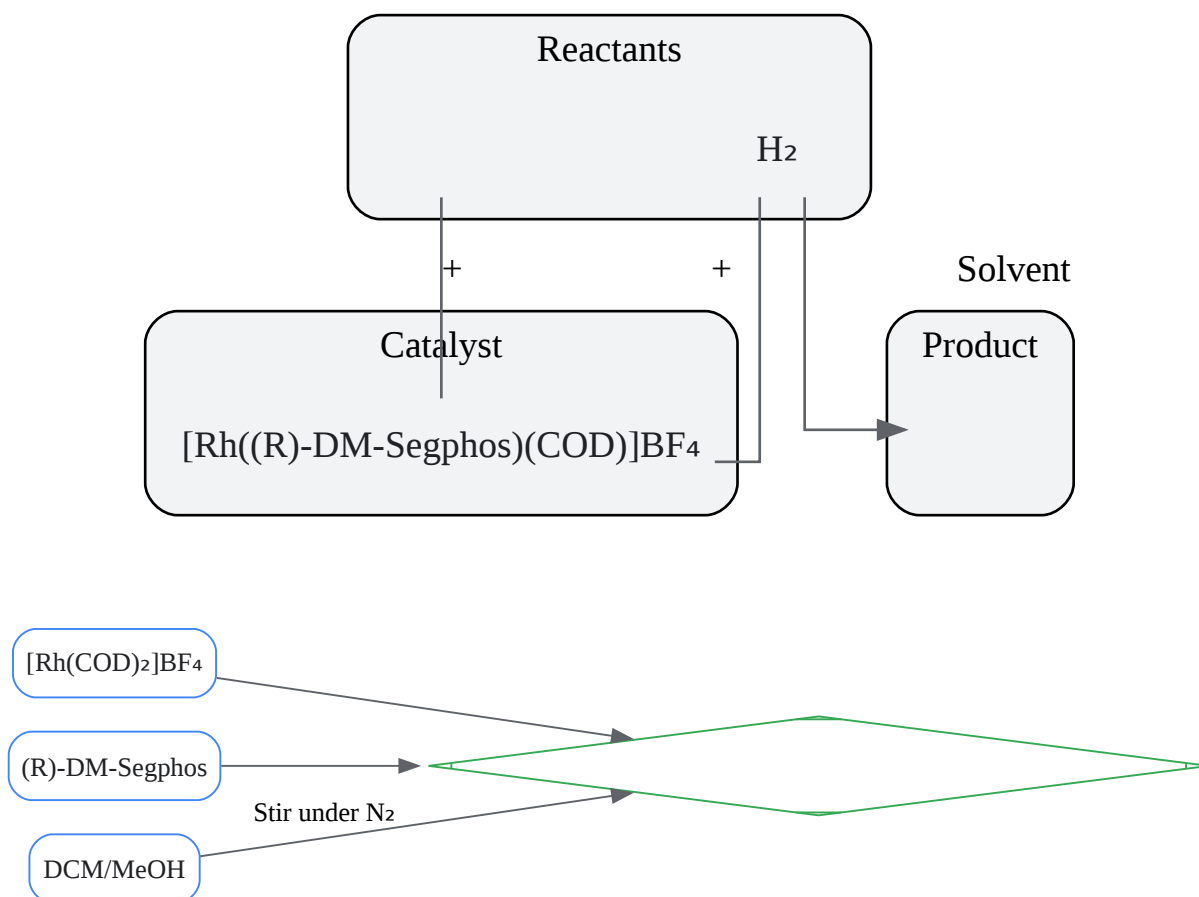 Reactants
H₂
+
+
Solvent
Catalyst
Product
[Rh((R)-DM-Segphos)(COD)]BF₄
[Rh(COD)₂]BF₄
(R)-DM-Segphos
Stir under N₂
DCM/MeOH